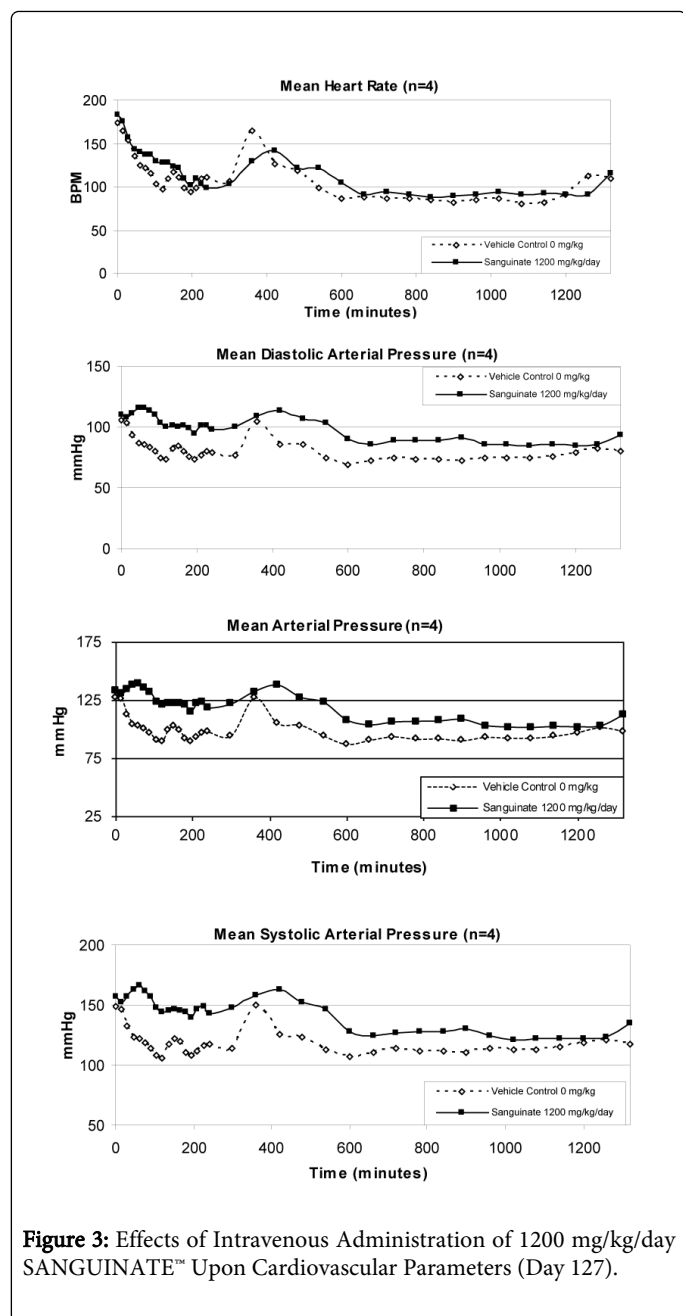 Mean Heart Rate (n=4)
200
150
100
50
0
BPM
Vehicle Control 0 mg/kg
Sanguinate 1200 mg/kg/day
0 200 400 600 800 1000 1200
Time (minutes)
Mean Diastolic Arterial Pressure (n=4)
150
100
50
0
mmHg
Vehicle Control 0 mg/kg
Sanguinate 1200 mg/kg/day
0 200 400 600 800 1000 1200
Time (minutes)
Mean Arterial Pressure (n=4)
175
125
75
25
mmHg
Vehicle Control 0 mg/kg
Sanguinate 1200 mg/kg/day
0 200 400 600 800 1000 1200
Time (minutes)
Mean Systolic Arterial Pressure (n=4)
200
150
100
50
mmHg
Vehicle Control 0 mg/kg
Sanguinate 1200 mg/kg/day
0 200 400 600 800 1000 1200
Time (minutes)
Figure 3: Effects of Intravenous Administration of 1200 mg/kg/day
SANGUINATE™ Upon Cardiovascular Parameters (Day 127).